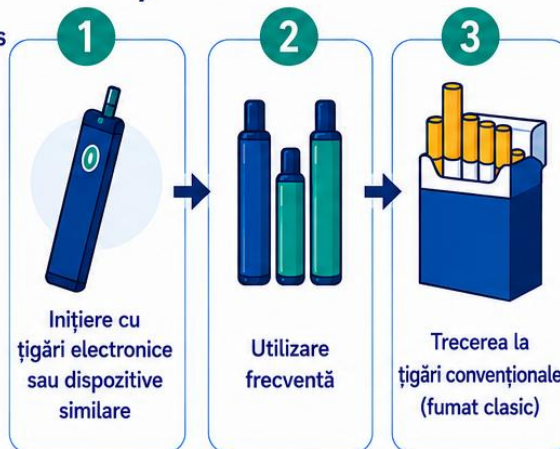 1
Inițiere cu
țigări electronice
sau dispozitive
similare
2
Utilizare
frecventă
3
Trecerea la
țigări convenționale
(fumat clasic)